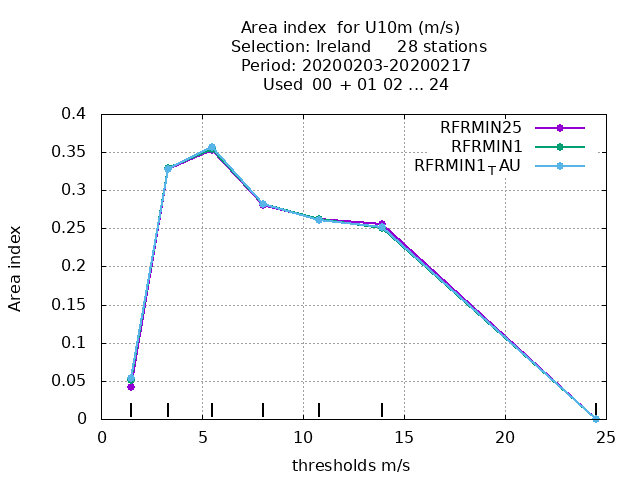 Area index  for U10m (m/s)
Selection: Ireland     28 stations
Period: 20200203-20200217
Used  00 + 01 02 ... 24
0.4
0.35
0.3
0.25
0.2
0.15
0.1
0.05
0
Area index
RFRMIN25
RFRMIN1
RFRMIN1TAU
0 5 10 15 20 25
thresholds m/s